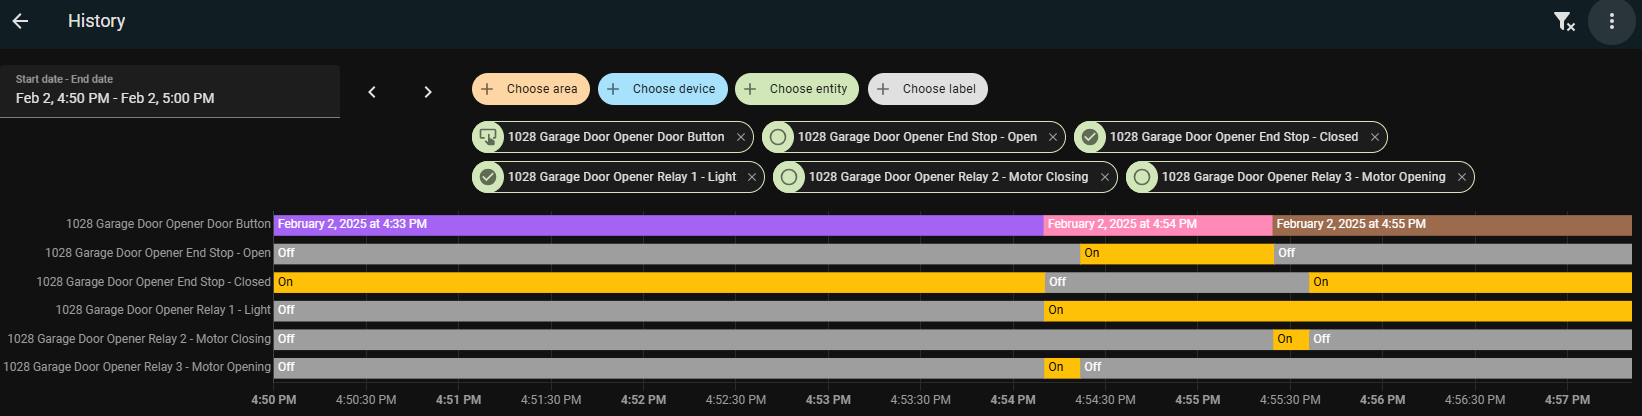 History
Start date - End date
Feb 2, 4:50 PM - Feb 2, 5:00 PM
Choose area
Choose device
Choose entity
Choose label
1028 Garage Door Opener Door Button
1028 Garage Door Opener End Stop - Open
1028 Garage Door Opener End Stop - Closed
1028 Garage Door Opener Relay 1 - Light
1028 Garage Door Opener Relay 2 - Motor Closing
1028 Garage Door Opener Relay 3 - Motor Opening
1028 Garage Door Opener Door Button February 2, 2025 at 4:33 PM February 2, 2025 at 4:54 PM February 2, 2025 at 4:55 PM
1028 Garage Door Opener End Stop - Open Off On Off
1028 Garage Door Opener End Stop - Closed On Off On
1028 Garage Door Opener Relay 1 - Light Off On
1028 Garage Door Opener Relay 2 - Motor Closing Off On Off
1028 Garage Door Opener Relay 3 - Motor Opening Off On Off
4:50 PM 4:50:30 PM 4:51 PM 4:51:30 PM 4:52 PM 4:52:30 PM 4:53 PM 4:53:30 PM 4:54 PM 4:54:30 PM 4:55 PM 4:55:30 PM 4:56 PM 4:56:30 PM 4:57 PM